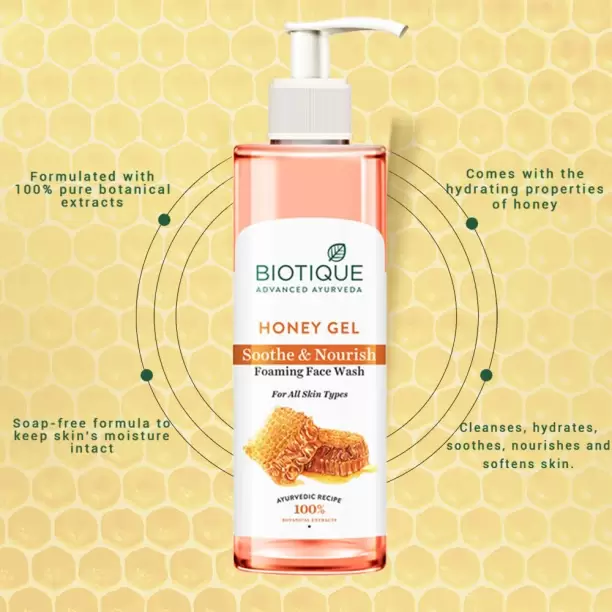 Formulated with
100% pure botanical
extracts
Comes with the
hydrating properties
of honey
BIOTIQUE
ADVANCED AYURVEDA
HONEY GEL
Soothe & Nourish
Foaming Face Wash
For All Skin Types
Soap-free formula to
keep skin's moisture
intact
Cleanses, hydrates,
soothes, nourishes and
softens skin.
AYURVEDIC RECIPE
100%
BOTANICAL EXTRACTS